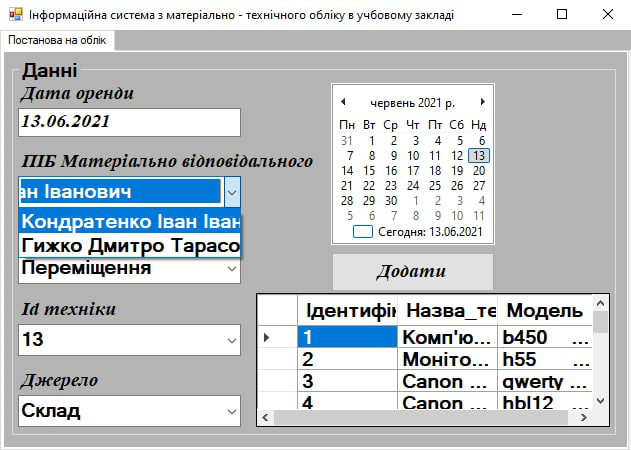 Інформаційна система з матеріально - технічного обліку в учбовому закладі
Постанова на облік
Данні
Дата оренди
13.06.2021
ПІБ Матеріально відповідального
ан Іванович
Кондратенко Іван Іван
Гижко Дмитро Тарасо
Переміщення
Id техніки
13
Джерело
Склад
червень 2021 р.
Пн Вт Ср Чт Пт Сб Нд
31 1 2 3 4 5 6
7 8 9 10 11 12 13
14 15 16 17 18 19 20
21 22 23 24 25 26 27
28 29 30 1 2 3 4
5 6 7 8 9 10 11
Сегодня: 13.06.2021
Додати
Ідентифік Назва_те Модель
1 Комп'ю... b450 ...
2 Моніто... h55 ...
3 Canon ... qwerty ...
4 Canon ... hbl12 ...